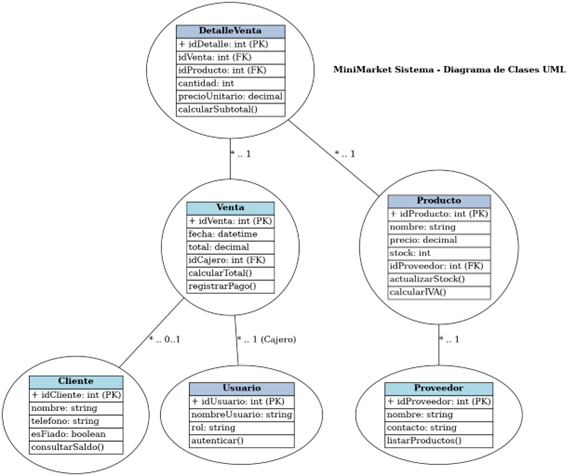 DetalleVenta
+ idDetalle: int (PK)
idVenta: int (FK)
idProducto: int (FK)
cantidad: int
precioUnitario: decimal
calcularSubtotal()
MiniMarket Sistema - Diagrama de Clases UML
* .. 1
* .. 1
Venta
+ idVenta: int (PK)
fecha: datetime
total: decimal
idCajero: int (FK)
calcularTotal()
registrarPago()
Producto
+ idProducto: int (PK)
nombre: string
precio: decimal
stock: int
idProveedor: int (FK)
actualizarStock()
calcularIVA()
* .. 0..1
* .. 1 (Cajero)
* .. 1
Cliente
+ idCliente: int (PK)
nombre: string
telefono: string
esFiado: boolean
consultarSaldo()
Usuario
+ idUsuario: int (PK)
nombreUsuario: string
rol: string
autenticar()
Proveedor
+ idProveedor: int (PK)
nombre: string
contacto: string
listarProductos()